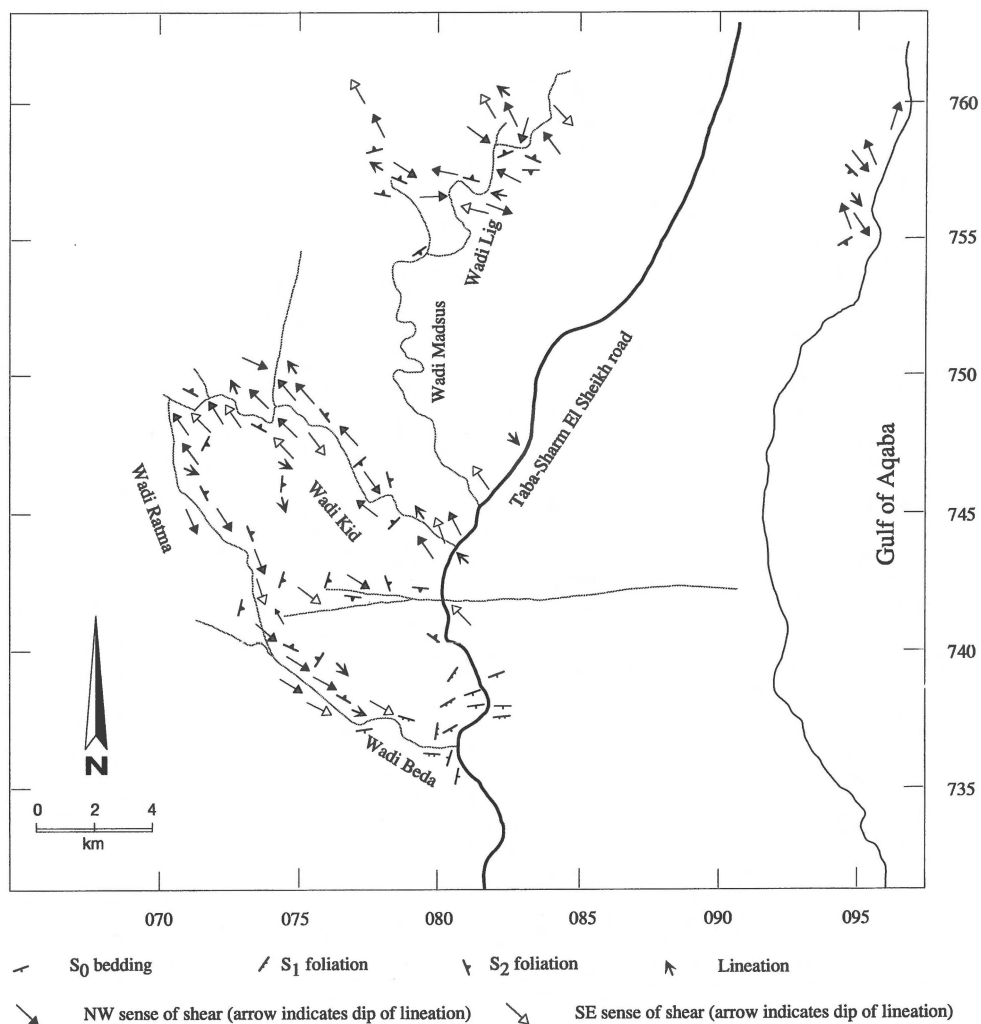 760
755
750
745
740
735
Wadi Lig
Wadi Madsus
Taba-Sharm El Sheikh road
Gulf of Aqaba
Wadi Ratma
Wadi Kid
Wadi Beda
N
0 2 4
km
070 075 080 085 090 095
S0 bedding S1 foliation S2 foliation Lineation
NW sense of shear (arrow indicates dip of lineation) SE sense of shear (arrow indicates dip of lineation)